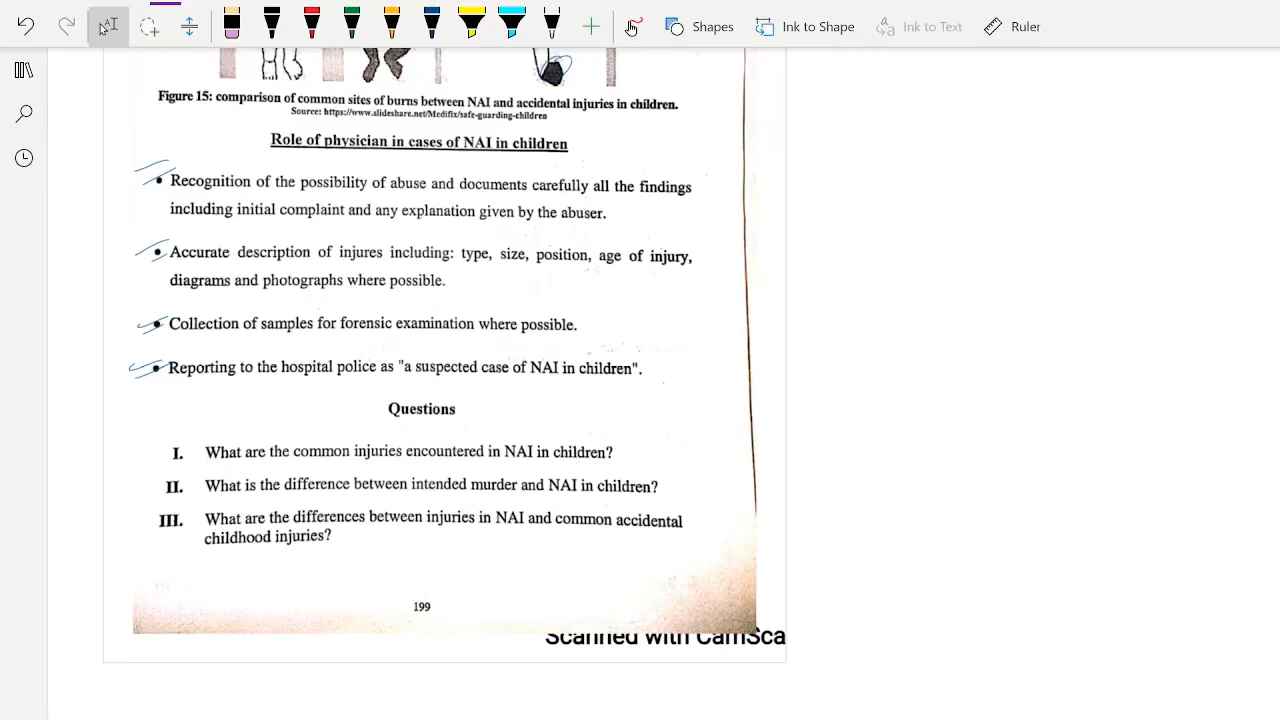 Shapes Ink to Shape Ink to Text Ruler
Figure 15: comparison of common sites of burns between NAI and accidental injuries in children.
Source: https://www.slideshare.net/Medifix/safe-guarding-children
Role of physician in cases of NAI in children
• Recognition of the possibility of abuse and documents carefully all the findings
including initial complaint and any explanation given by the abuser.
• Accurate description of injures including: type, size, position, age of injury,
diagrams and photographs where possible.
• Collection of samples for forensic examination where possible.
• Reporting to the hospital police as "a suspected case of NAI in children".
Questions
I. What are the common injuries encountered in NAI in children?
II. What is the difference between intended murder and NAI in children?
III. What are the differences between injuries in NAI and common accidental
childhood injuries?
199
Scanned with CamSca